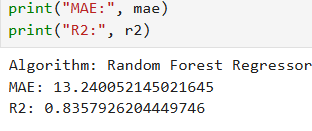 print("MAE:", mae)
print("R2:", r2)
Algorithm: Random Forest Regressor
MAE: 13.240052145021645
R2: 0.8357926204449746